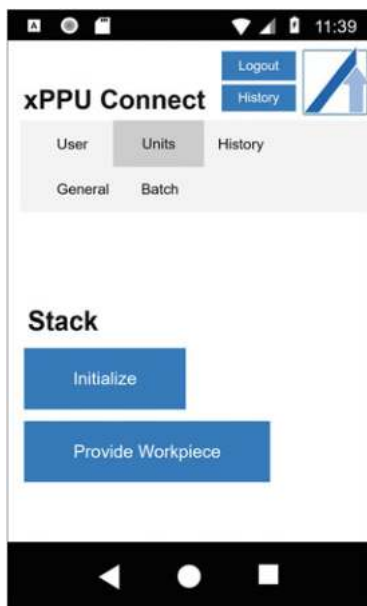 A 11:39
Logout
xPPU Connect History
User Units History
General Batch
Stack
Initialize
Provide Workpiece